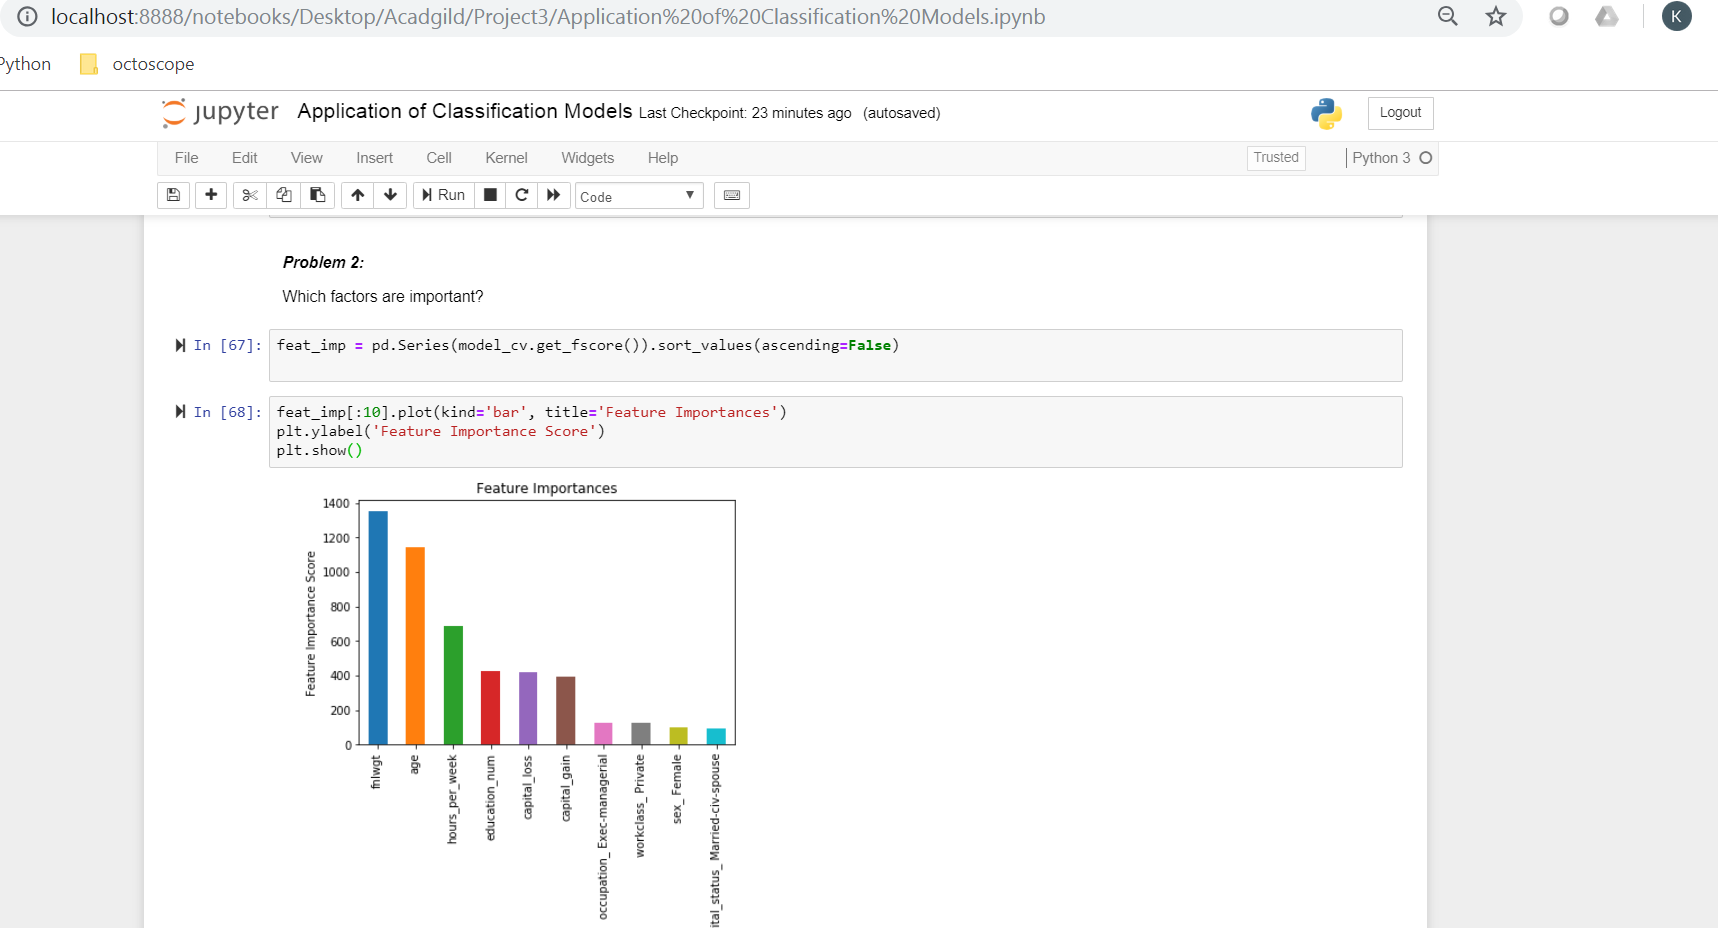 localhost:8888/notebooks/Desktop/Acadgild/Project3/Application%20of%20Classification%20Models.ipynb
K
Python
octoscope
jupyter Application of Classification Models Last Checkpoint: 23 minutes ago (autosaved)
Logout
File Edit View Insert Cell Kernel Widgets Help
Trusted
Python 3
Run
Code
Problem 2:
Which factors are important?
In [67]: feat_imp = pd.Series(model_cv.get_fscore()).sort_values(ascending=False)
In [68]: feat_imp[:10].plot(kind='bar', title='Feature Importances')
plt.ylabel('Feature Importance Score')
plt.show()
Feature Importances
Feature Importance Score
1400
1200
1000
800
600
400
200
0
fnlwgt
age
hours_per_week
education_num
capital_loss
capital_gain
occupation_ Exec-managerial
workclass_ Private
sex_ Female
ital_status_ Married-civ-spouse